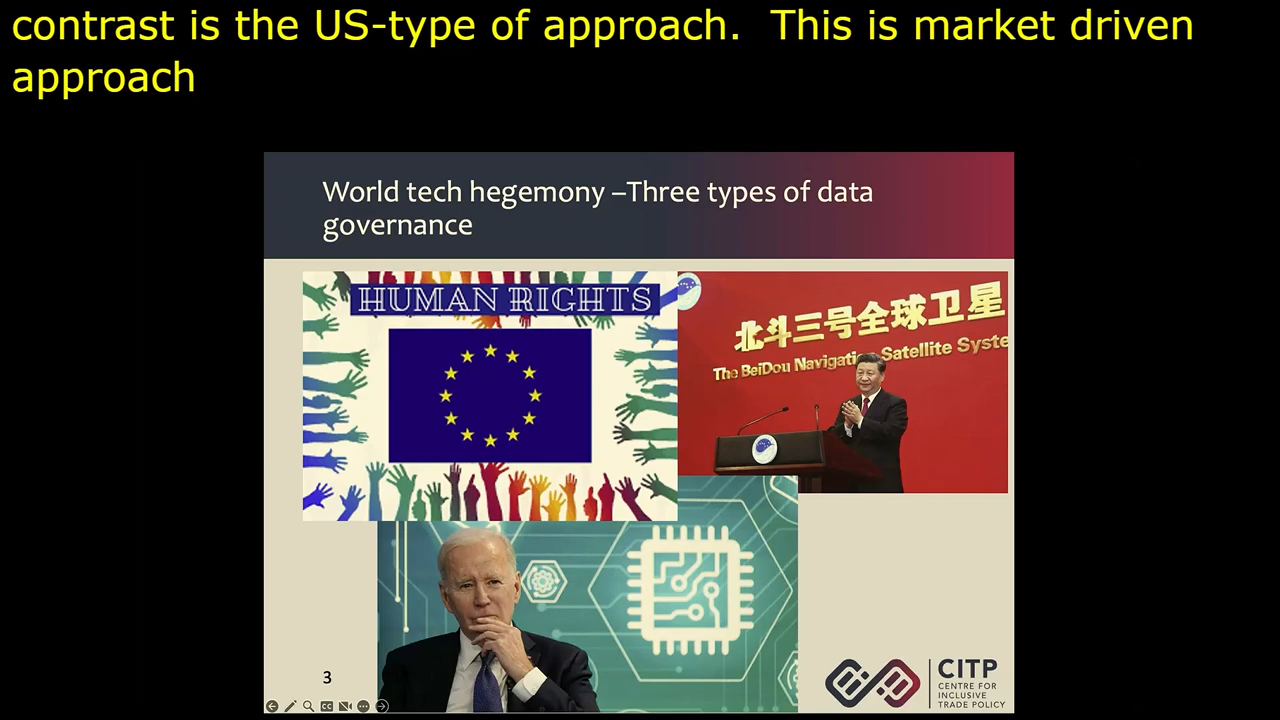 contrast is the US-type of approach.  This is market driven
approach
World tech hegemony –Three types of data
governance
HUMAN RIGHTS
北斗三号全球卫星
The BeiDou Navigation Satellite Syste
3
CC
CITP
CENTRE FOR
INCLUSIVE
TRADE POLICY